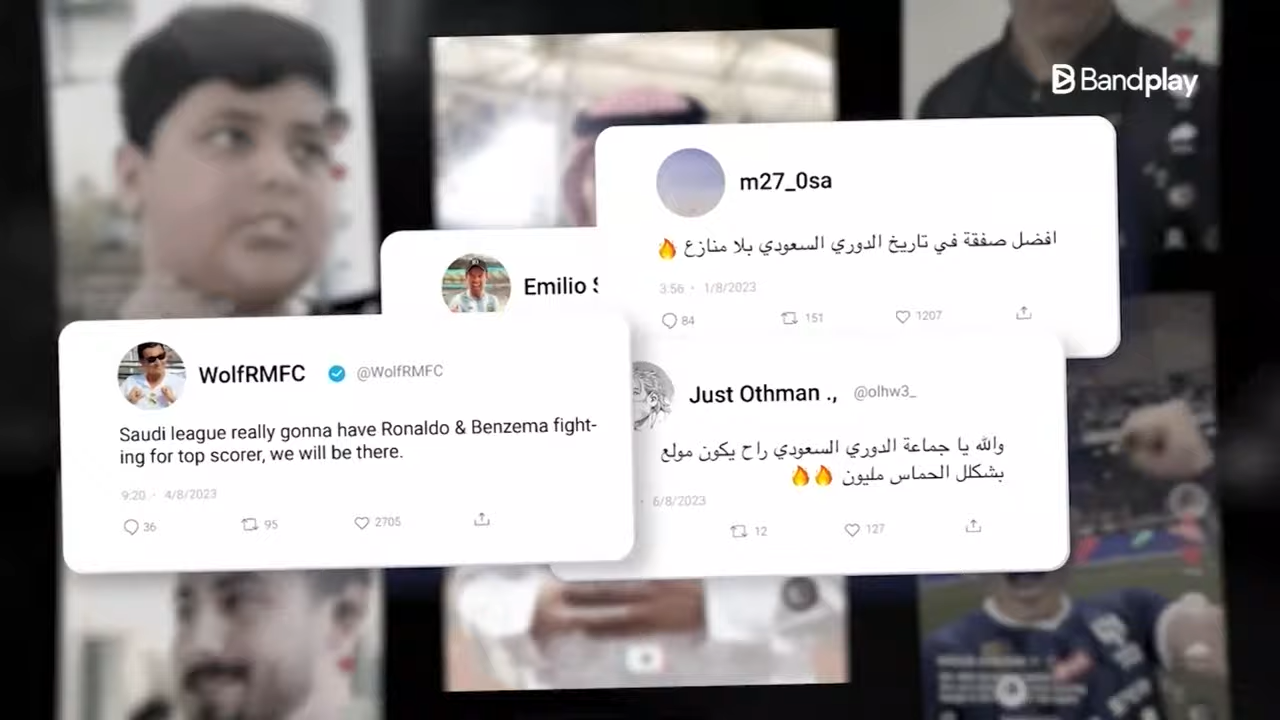 Bandplay
m27_0sa
افضل صفقة في تاريخ الدوري السعودي بلا منازع 🔥
3:56 · 1/8/2023
84 151 1207
Emilio
WolfRMFC @WolfRMFC
Saudi league really gonna have Ronaldo & Benzema fight-
ing for top scorer, we will be there.
9:20 · 4/8/2023
36 95 2705
Just Othman ., @olhw3_
والله يا جماعة الدوري السعودي راح يكون مولع
بشكلل الحماس مليون 🔥🔥
· 6/8/2023
12 127